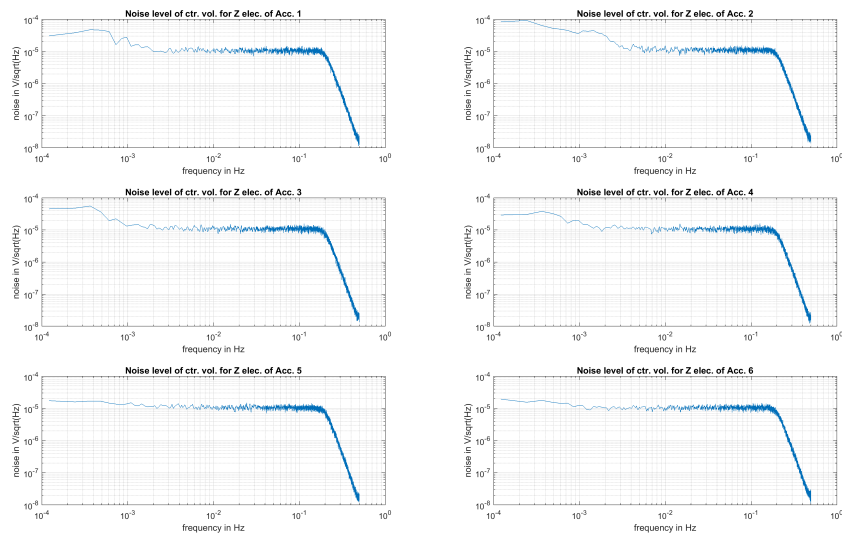 Noise level of ctr. vol. for Z elec. of Acc. 1
noise in V/sqrt(Hz)
10^-4
10^-5
10^-6
10^-7
10^-8
10^-4 10^-3 10^-2 10^-1 10^0
frequency in Hz
Noise level of ctr. vol. for Z elec. of Acc. 2
noise in V/sqrt(Hz)
10^-4
10^-5
10^-6
10^-7
10^-8
10^-4 10^-3 10^-2 10^-1 10^0
frequency in Hz
Noise level of ctr. vol. for Z elec. of Acc. 3
noise in V/sqrt(Hz)
10^-4
10^-5
10^-6
10^-7
10^-8
10^-4 10^-3 10^-2 10^-1 10^0
frequency in Hz
Noise level of ctr. vol. for Z elec. of Acc. 4
noise in V/sqrt(Hz)
10^-4
10^-5
10^-6
10^-7
10^-8
10^-4 10^-3 10^-2 10^-1 10^0
frequency in Hz
Noise level of ctr. vol. for Z elec. of Acc. 5
noise in V/sqrt(Hz)
10^-4
10^-5
10^-6
10^-7
10^-8
10^-4 10^-3 10^-2 10^-1 10^0
frequency in Hz
Noise level of ctr. vol. for Z elec. of Acc. 6
noise in V/sqrt(Hz)
10^-4
10^-5
10^-6
10^-7
10^-8
10^-4 10^-3 10^-2 10^-1 10^0
frequency in Hz